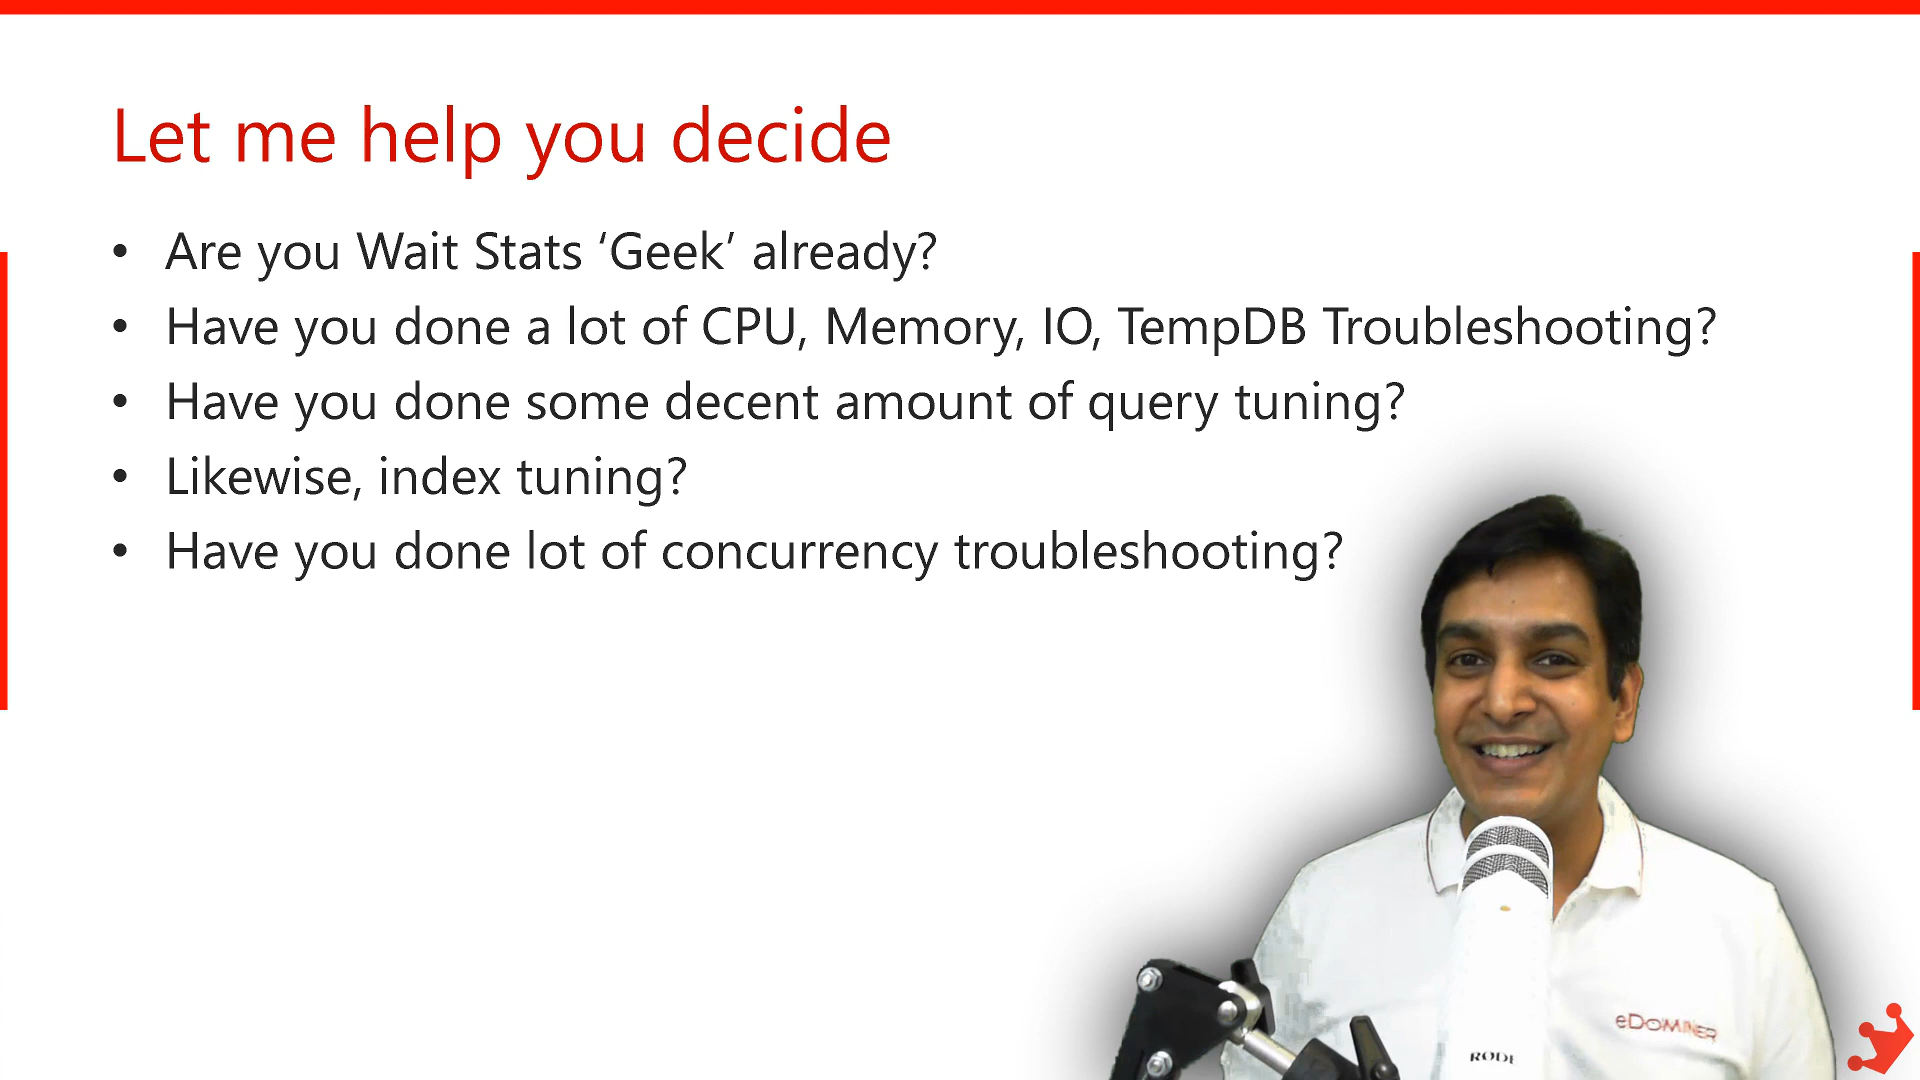 Let me help you decide
• Are you Wait Stats ‘Geek’ already?
• Have you done a lot of CPU, Memory, IO, TempDB Troubleshooting?
• Have you done some decent amount of query tuning?
• Likewise, index tuning?
• Have you done lot of concurrency troubleshooting?
eDOMINER
RODE